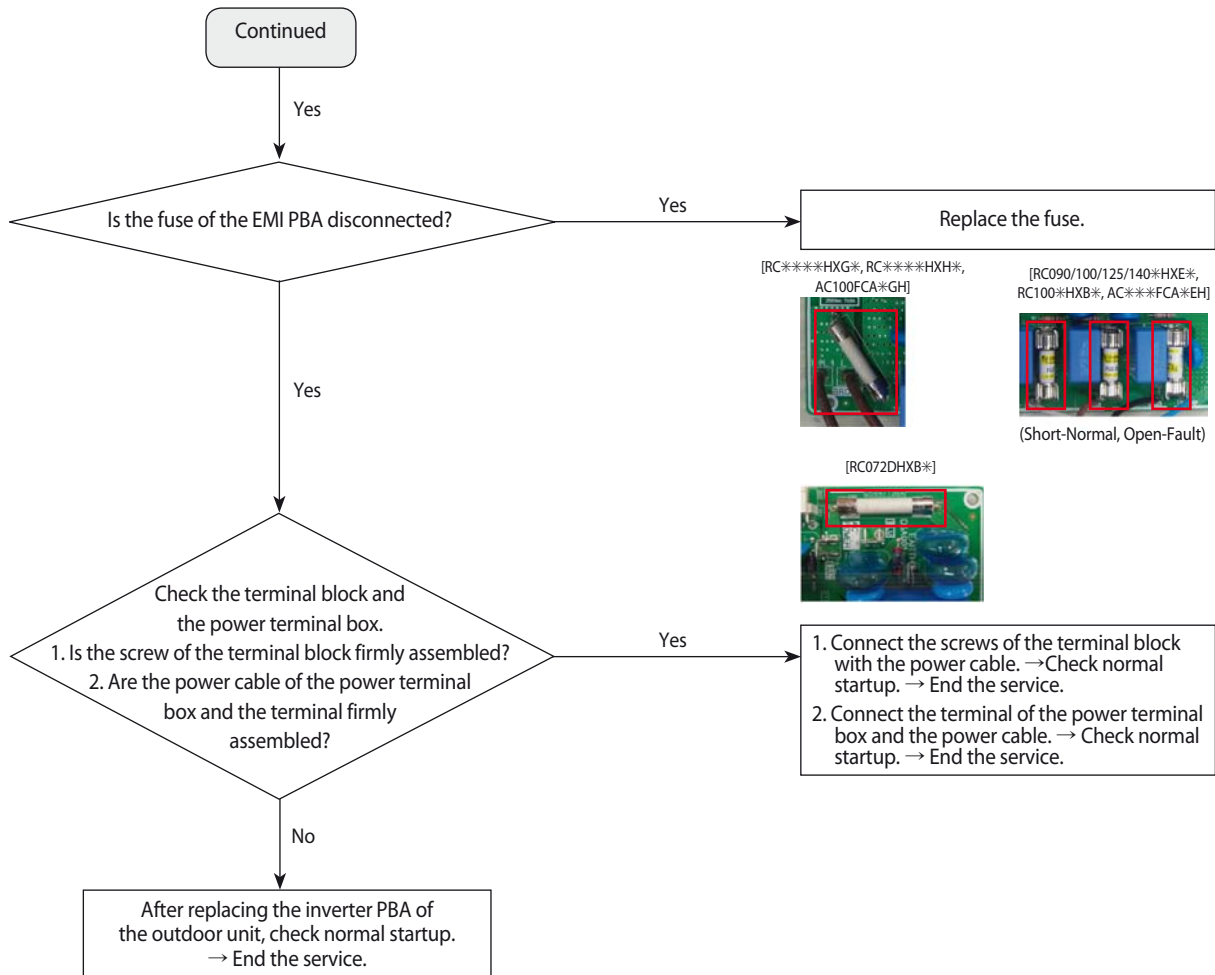 Continued
Yes
Is the fuse of the EMI PBA disconnected?
Yes
Replace the fuse.
[RC✳✳✳✳HXG✳, RC✳✳✳✳HXH✳,
AC100FCA✳GH]
[RC090/100/125/140✳HXE✳,
RC100✳HXB✳, AC✳✳✳FCA✳EH]
(Short-Normal, Open-Fault)
[RC072DHXB✳]
Yes
Check the terminal block and
the power terminal box.
1. Is the screw of the terminal block firmly assembled?
2. Are the power cable of the power terminal
box and the terminal firmly
assembled?
Yes
1. Connect the screws of the terminal block
with the power cable. →Check normal
startup. → End the service.
2. Connect the terminal of the power terminal
box and the power cable. → Check normal
startup. → End the service.
No
After replacing the inverter PBA of
the outdoor unit, check normal startup.
→ End the service.